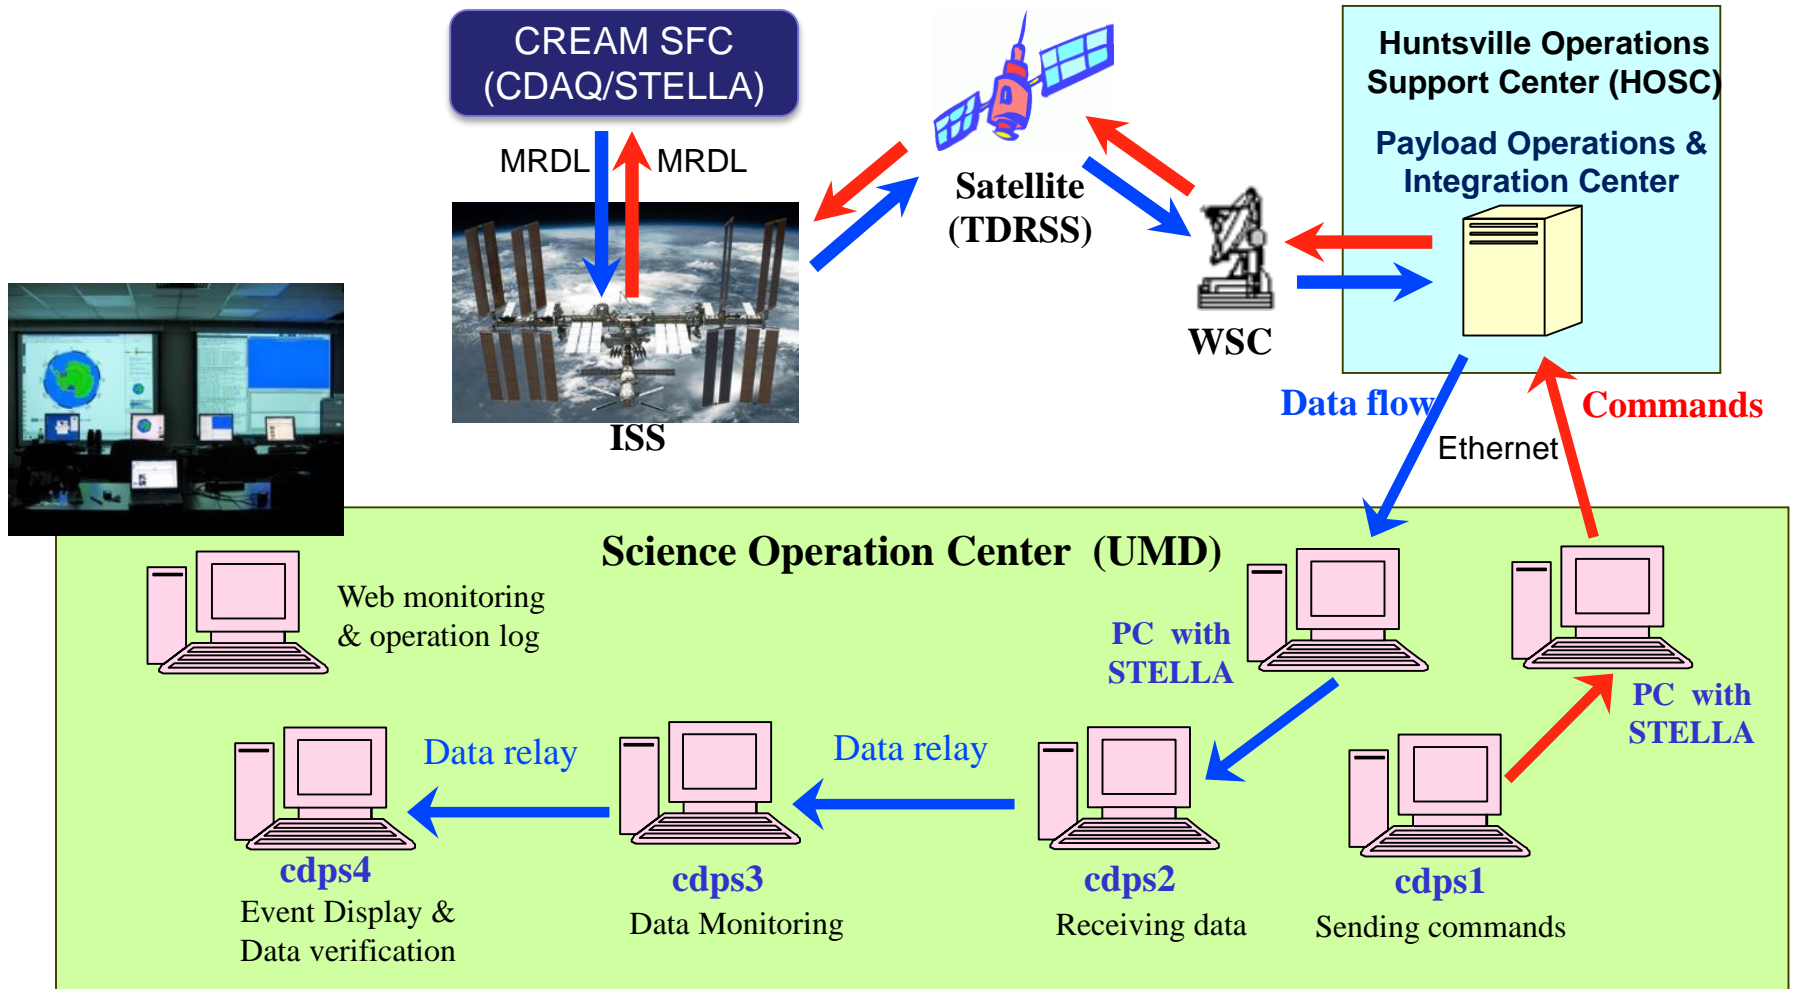 CREAM SFC
(CDAQ/STELLA)
MRDL
MRDL
Satellite
(TDRSS)
Huntsville Operations
Support Center (HOSC)
Payload Operations &
Integration Center
WSC
ISS
Data flow
Commands
Ethernet
Science Operation Center (UMD)
Web monitoring
& operation log
PC with
STELLA
PC with
STELLA
Data relay
Data relay
cdps4
Event Display &
Data verification
cdps3
Data Monitoring
cdps2
Receiving data
cdps1
Sending commands